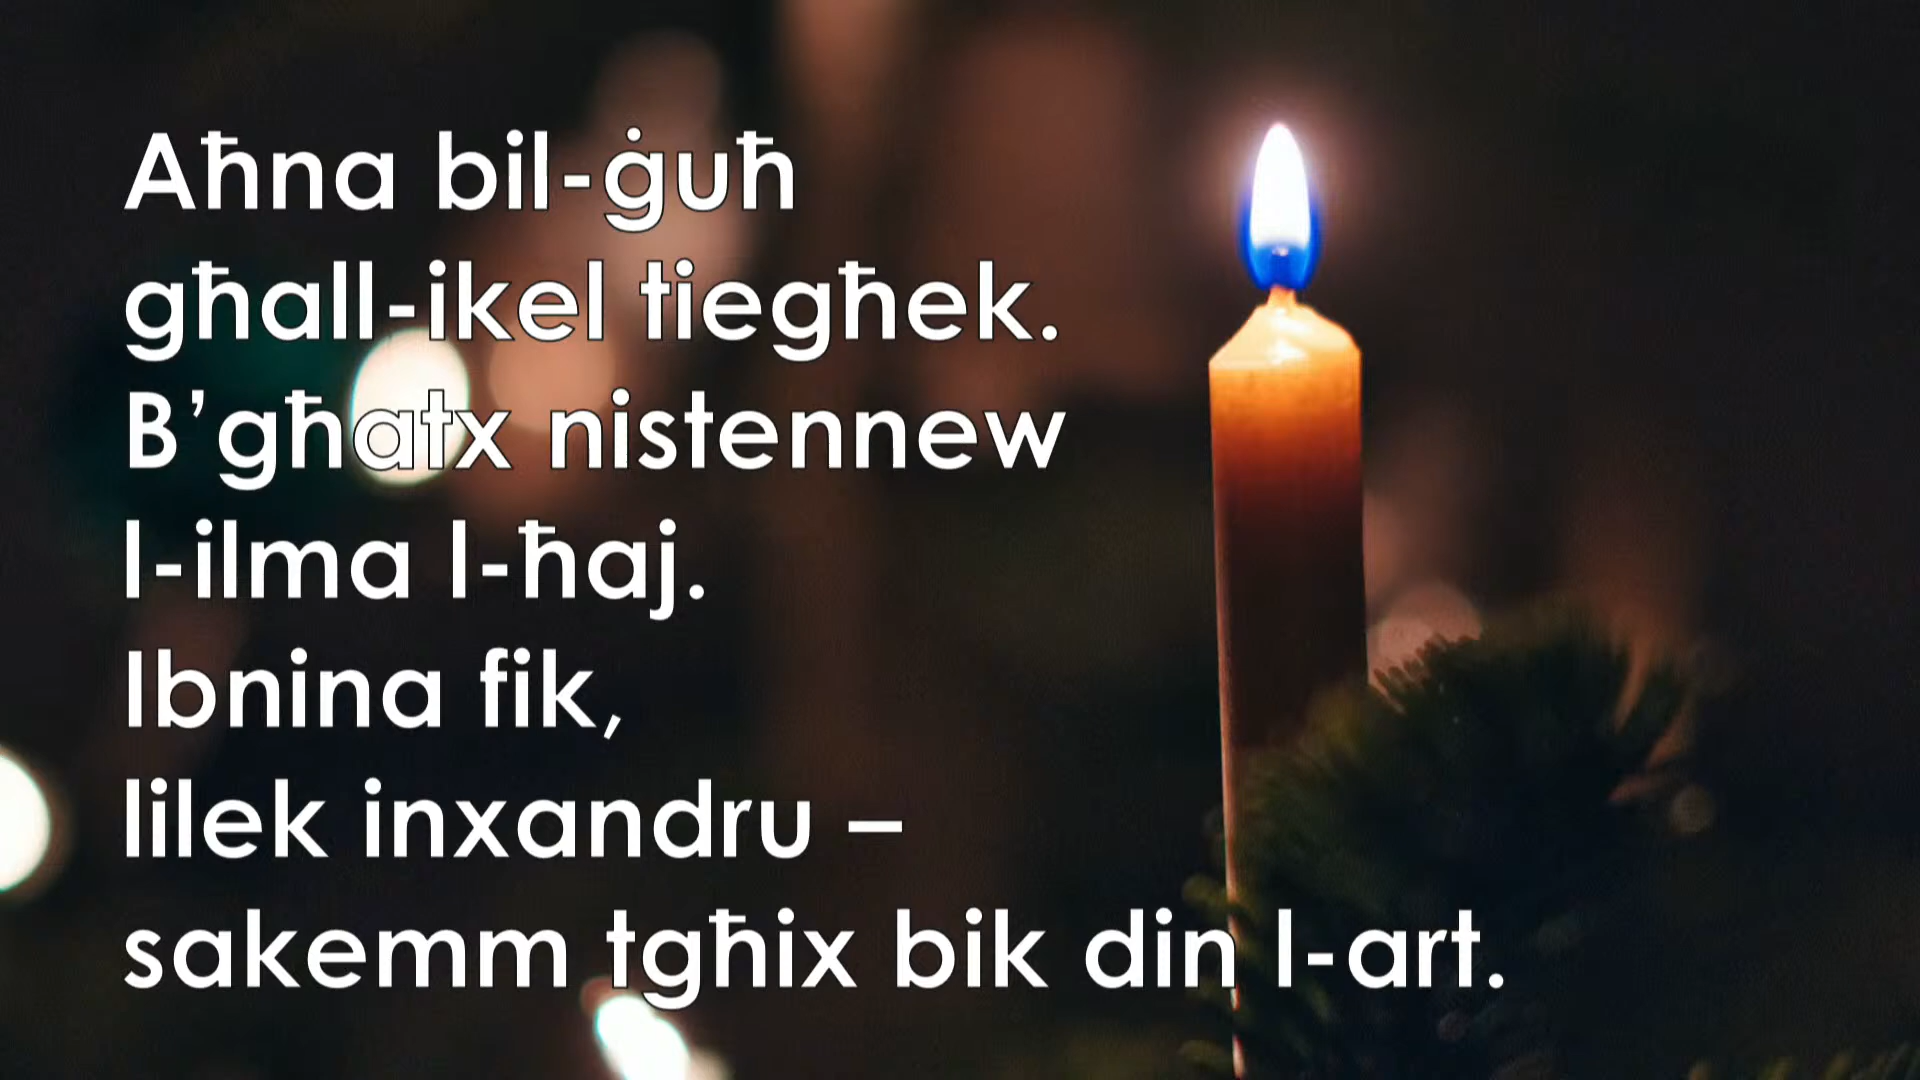 Aħna bil-ġuħ
għall-ikel tiegħek.
B’għatx nistennew
l-ilma l-ħaj.
Ibnina fik,
lilek inxandru –
sakemm tgħix bik din l-art.